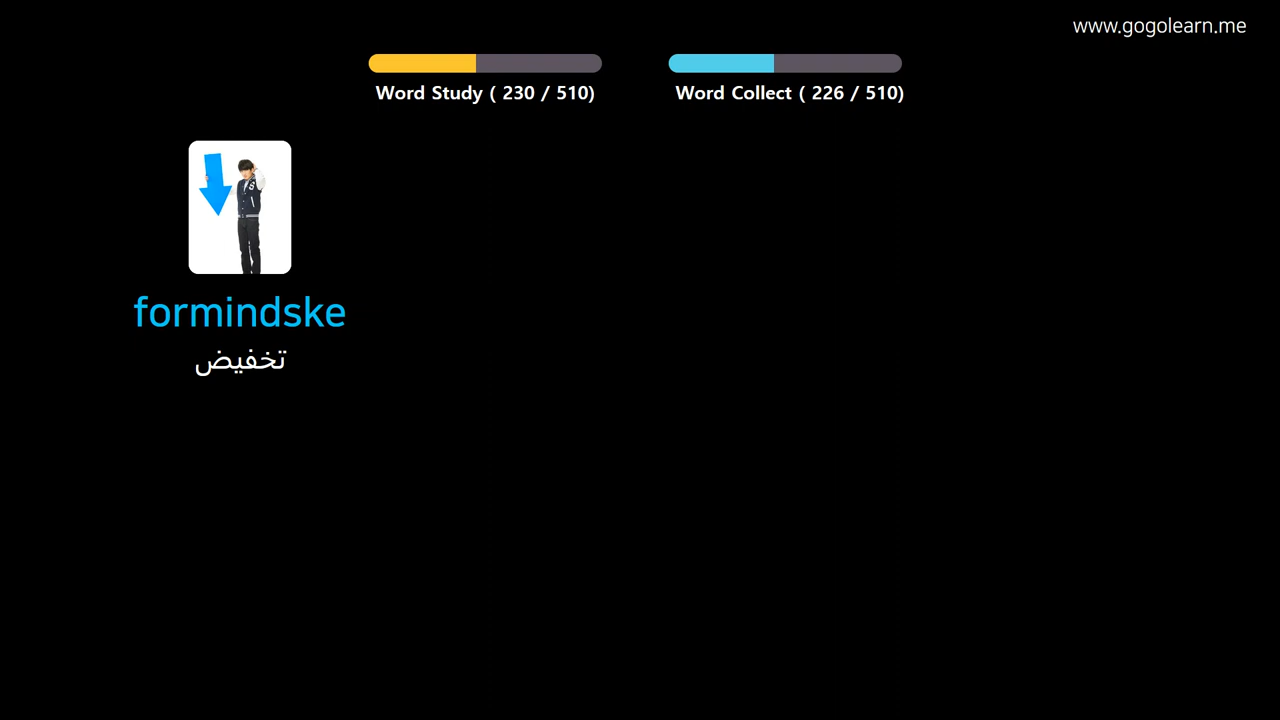 www.gogolearn.me
Word Study ( 230 / 510)
Word Collect ( 226 / 510)
formindske
تخفيض